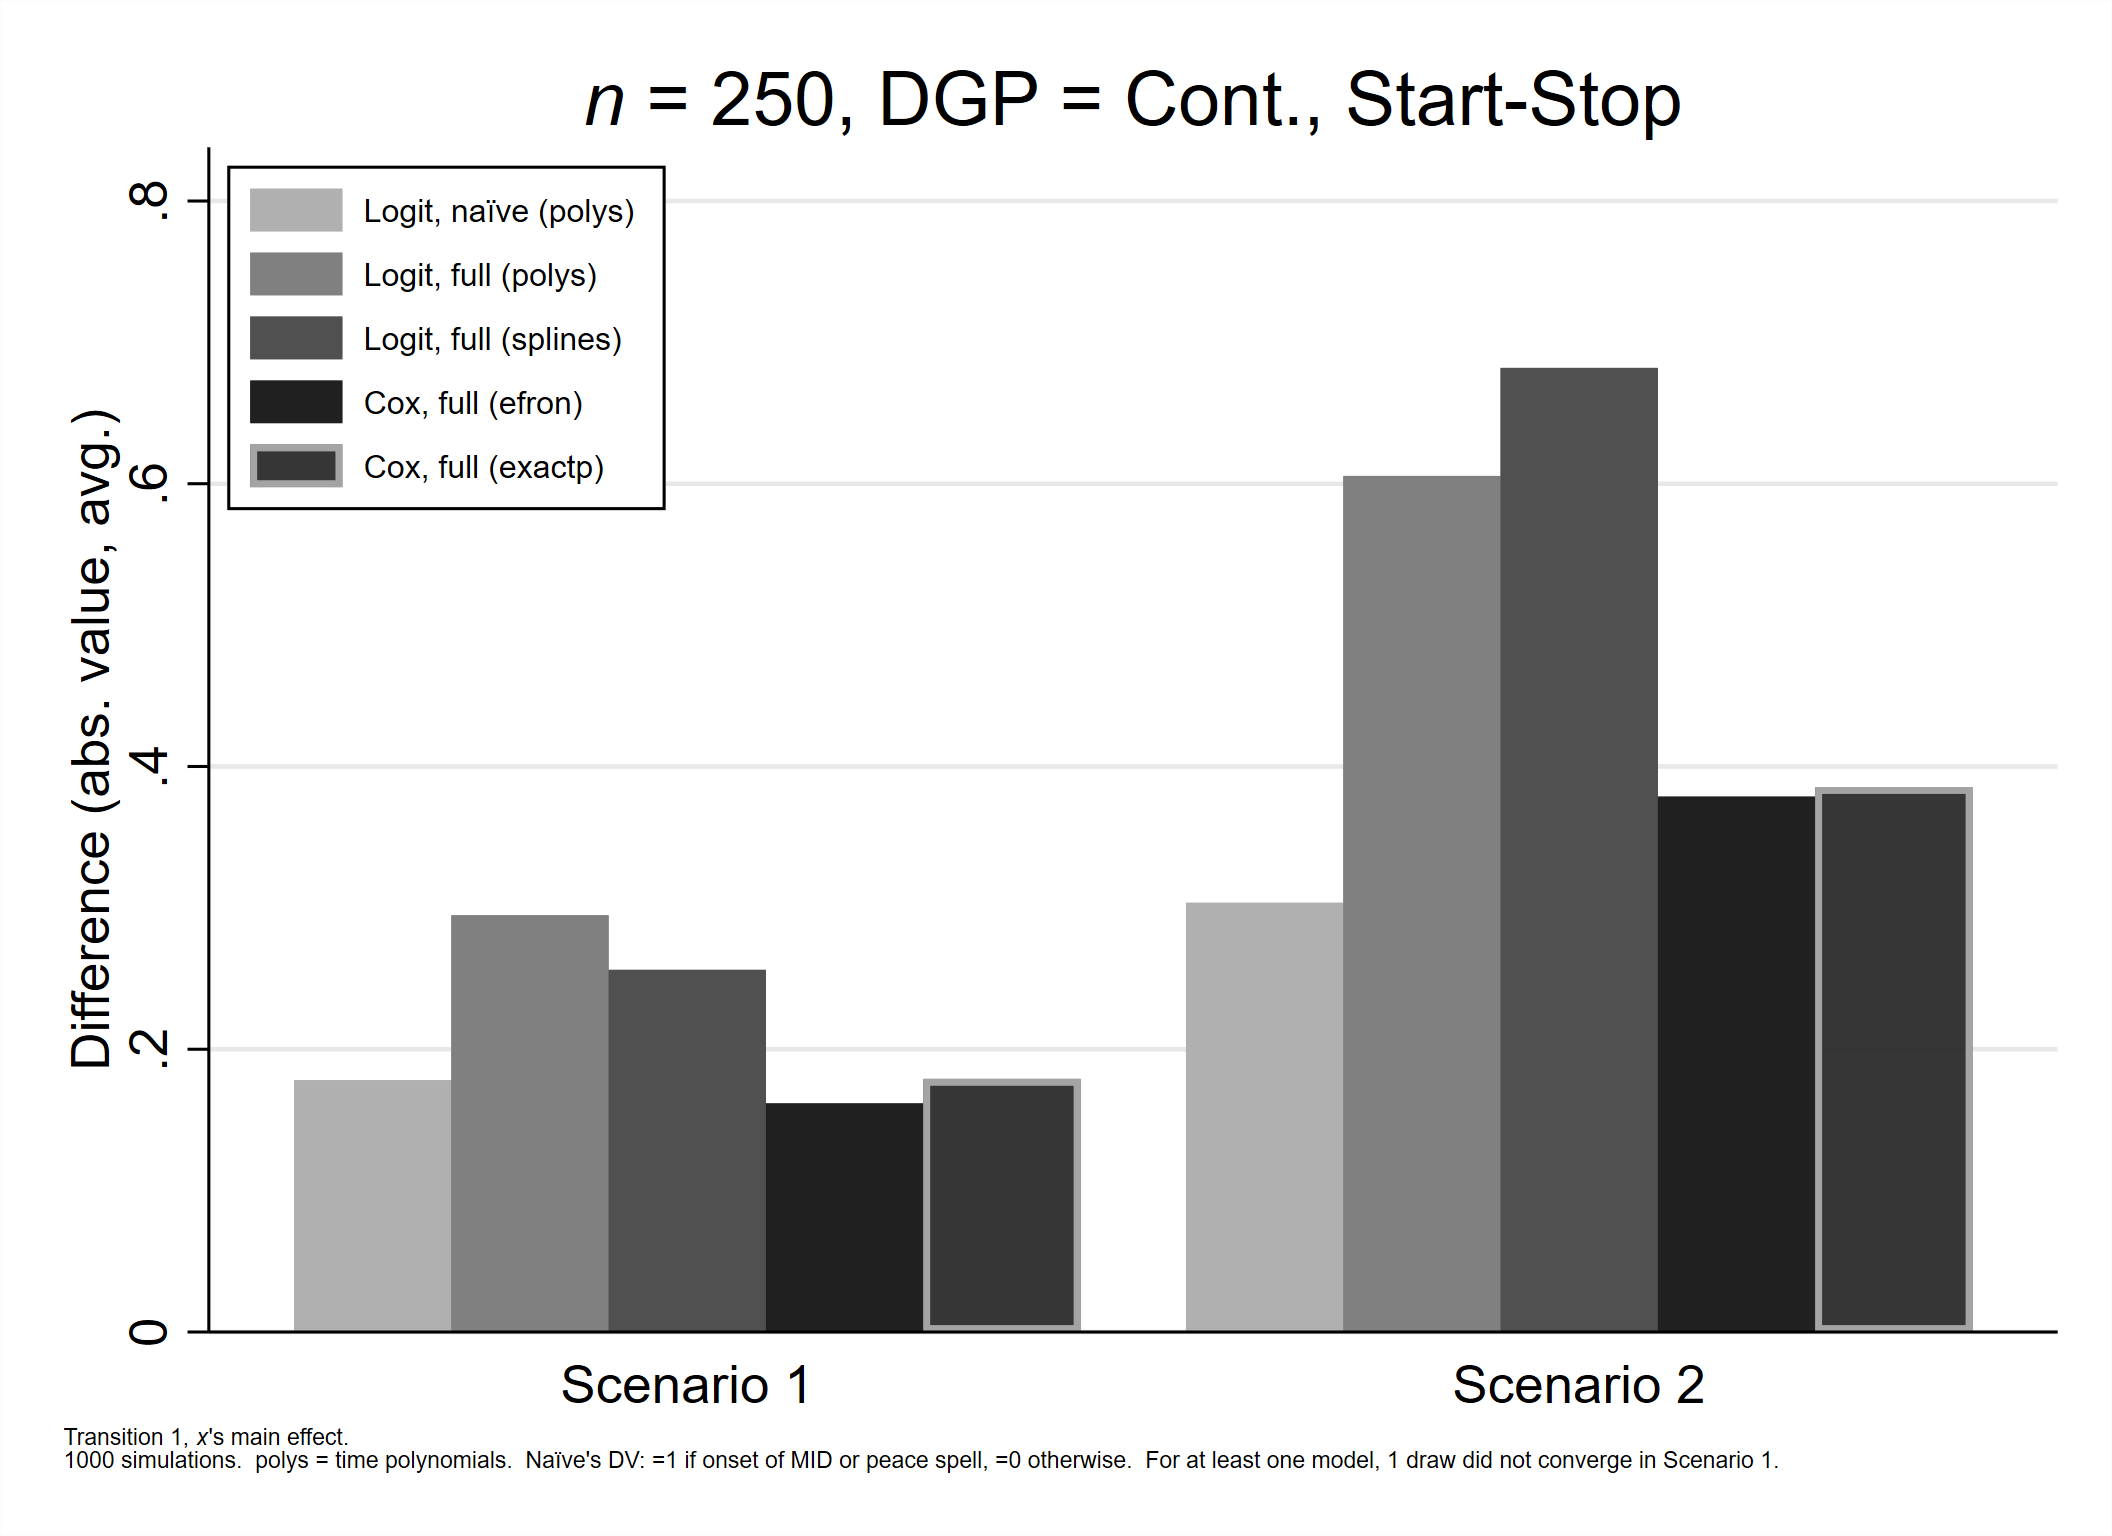 n = 250, DGP = Cont., Start-Stop
Logit, naïve (polys)
Logit, full (polys)
Logit, full (splines)
Cox, full (efron)
Cox, full (exactp)
Difference (abs. value, avg.)
.8
.6
.4
.2
0
Scenario 1
Scenario 2
Transition 1, x's main effect.
1000 simulations.  polys = time polynomials.  Naïve's DV: =1 if onset of MID or peace spell, =0 otherwise.  For at least one model, 1 draw did not converge in Scenario 1.